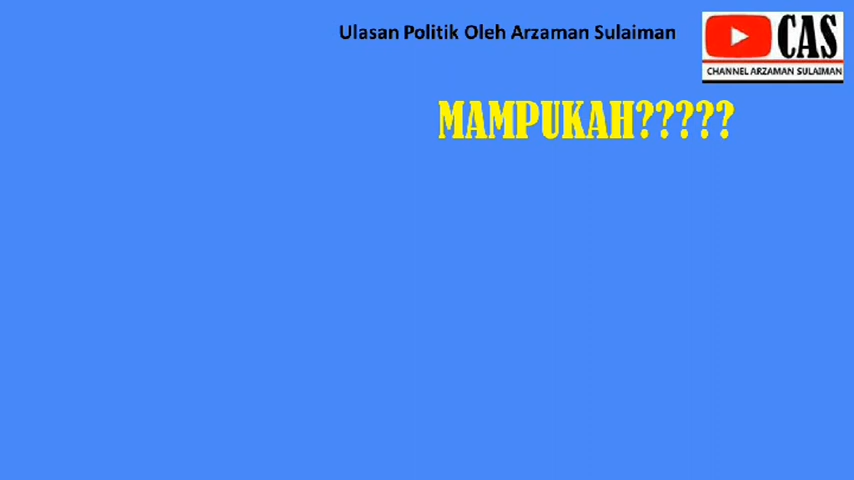 Ulasan Politik Oleh Arzaman Sulaiman
CAS
CHANNEL ARZAMAN SULAIMAN
MAMPUKAH?????